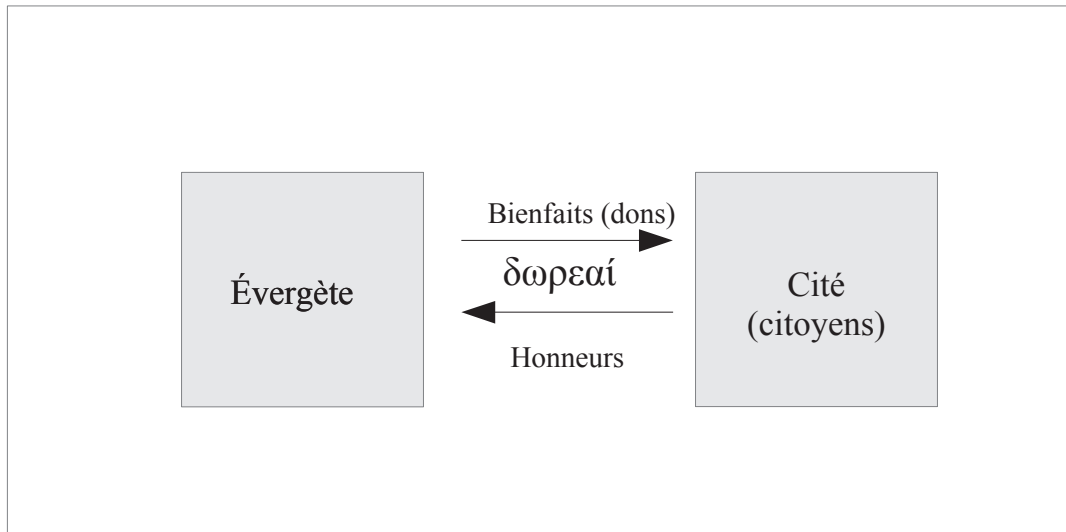 Évergète
Bienfaits (dons)
δωρεαί
Honneurs
Cité
(citoyens)